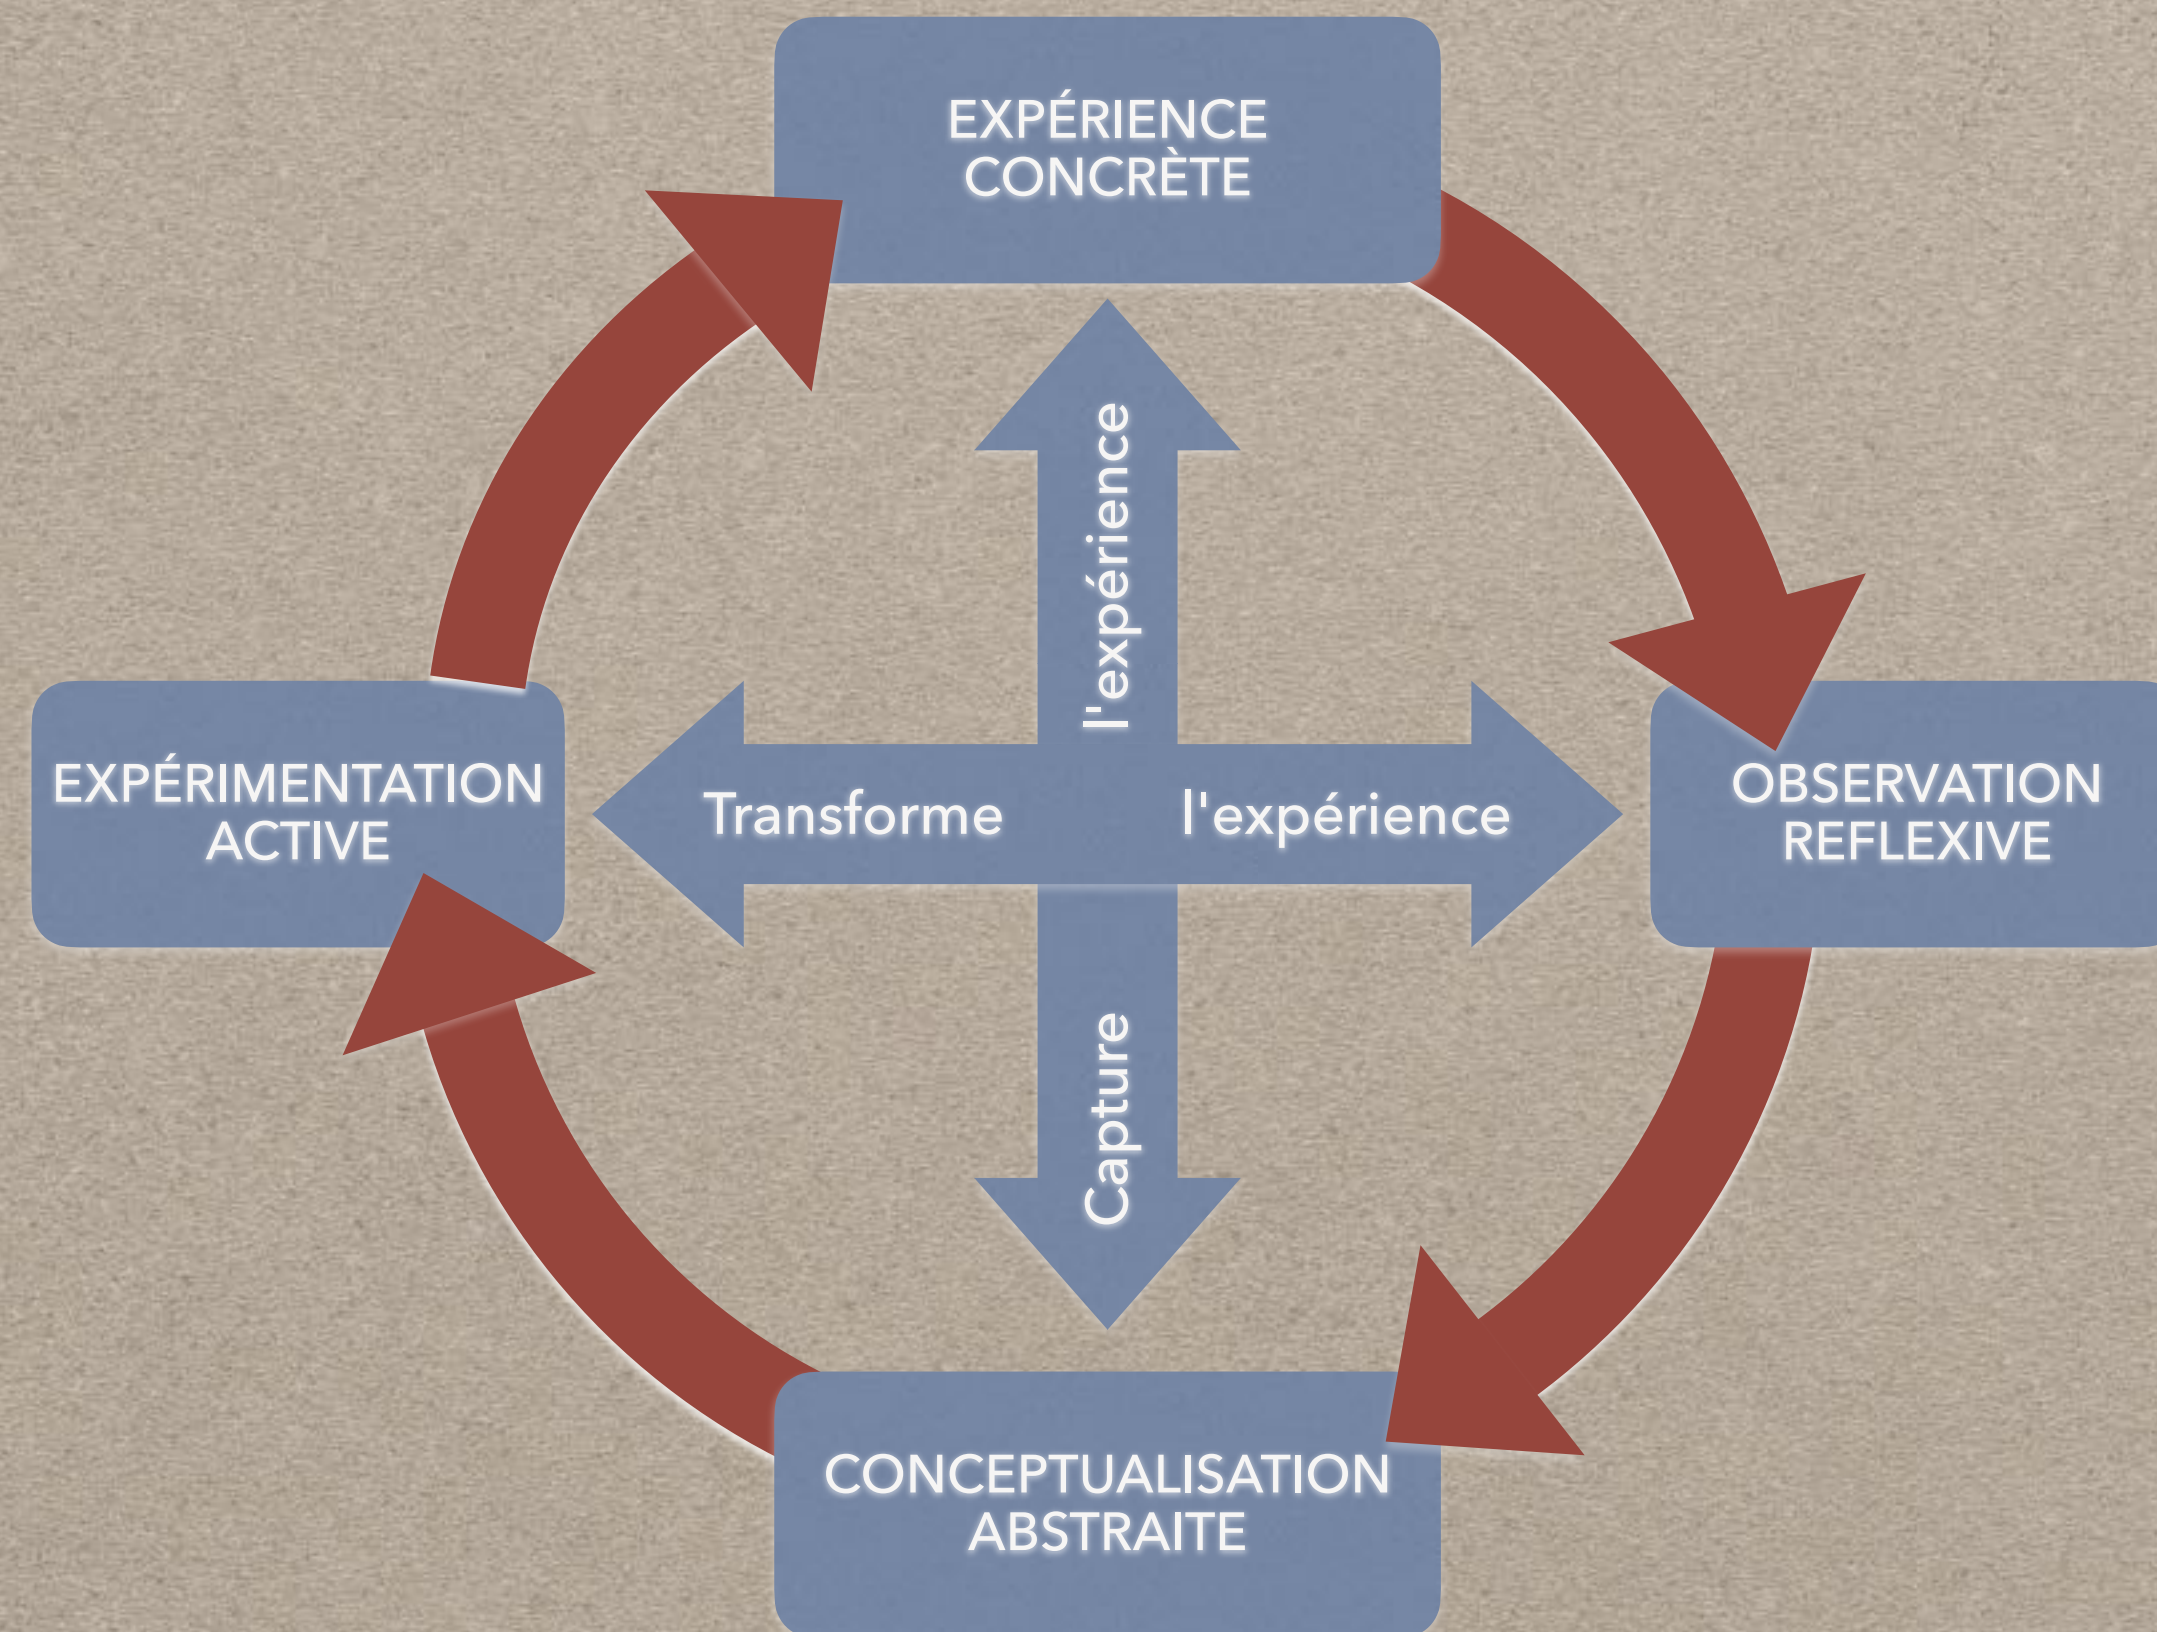 EXPÉRIENCE
CONCRÈTE
l'expérience
EXPÉRIMENTATION
ACTIVE
Transforme l'expérience
OBSERVATION
REFLEXIVE
Capture
CONCEPTUALISATION
ABSTRAITE